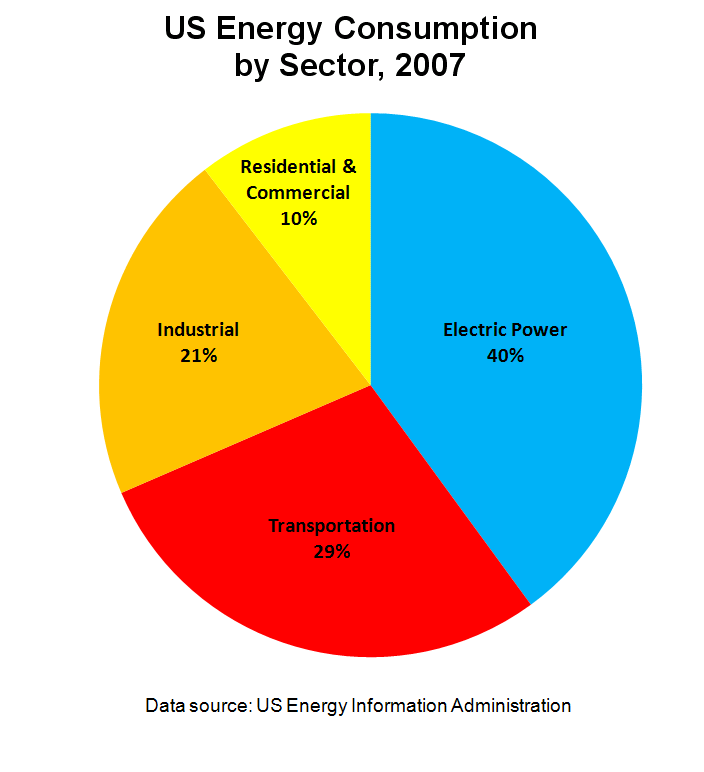 US Energy Consumption
by Sector, 2007
Residential &
Commercial
10%
Electric Power
40%
Industrial
21%
Transportation
29%
Data source: US Energy Information Administration